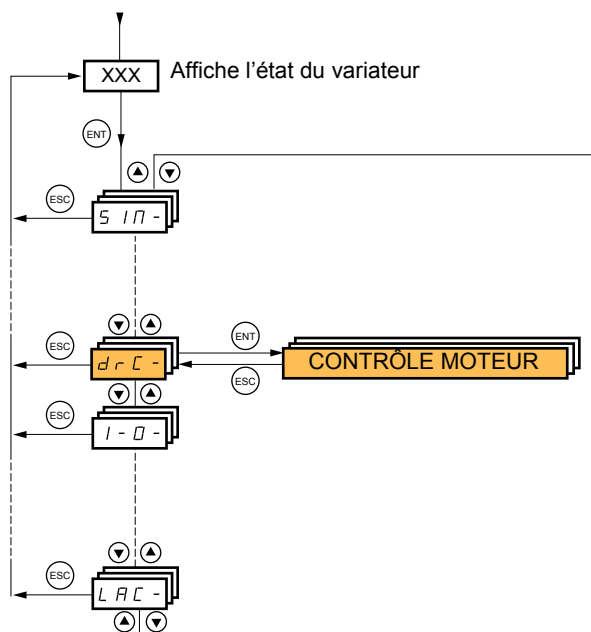 XXX Affiche l'état du variateur
ENT
ESC
SIM-
ESC
ENT
drC-
CONTRÔLE MOTEUR
ESC
ESC
I-O-
ESC
LAC-